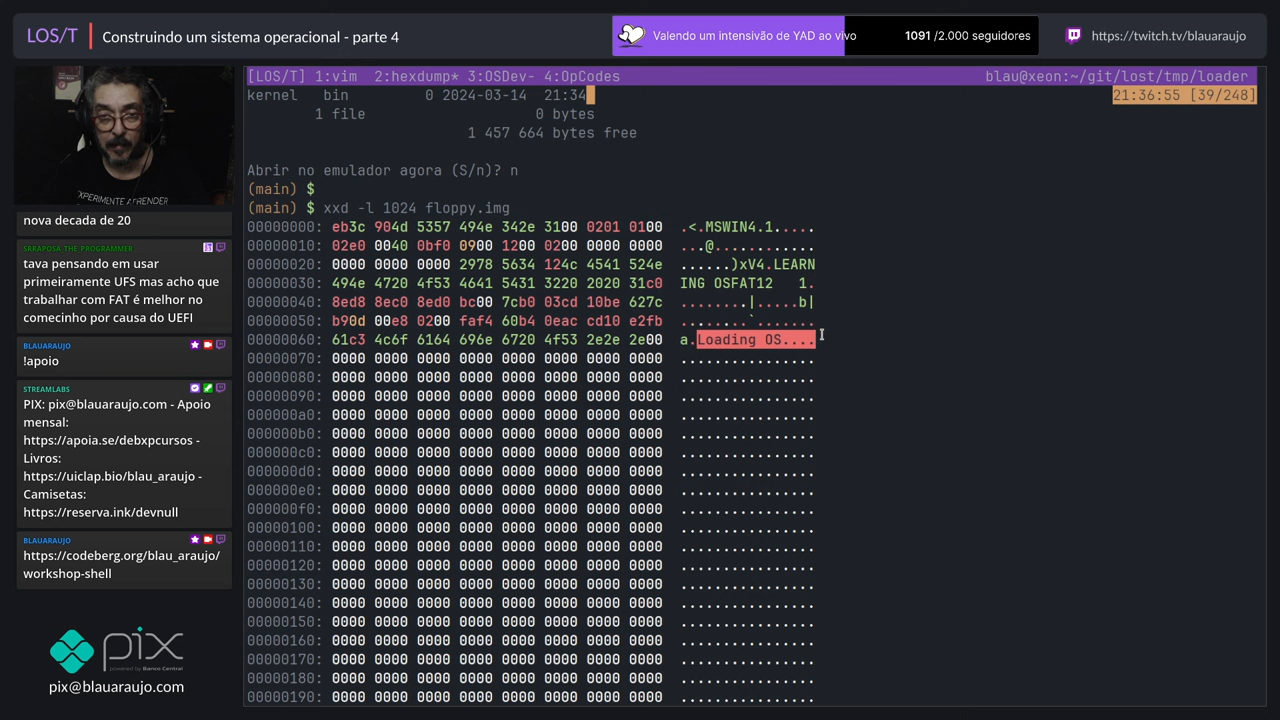 LOS/T
Construindo um sistema operacional - parte 4
Valendo um intensivão de YAD ao vivo
1091 /2.000 seguidores
https://twitch.tv/blauaraujo
[LOS/T] 1:vim  2:hexdump* 3:OSDev- 4:OpCodes
blau@xeon:~/git/lost/tmp/loader
kernel   bin         0 2024-03-14  21:34
21:36:55 [39/248]
1 file                    0 bytes
1 457 664 bytes free
Abrir no emulador agora (S/n)? n
(main) $
(main) $ xxd -l 1024 floppy.img
00000000: eb3c 904d 5357 494e 342e 3100 0201 0100  .<.MSWIN4.1.....
00000010: 02e0 0040 0bf0 0900 1200 0200 0000 0000  ...@............
00000020: 0000 0000 0000 2978 5634 124c 4541 524e  ......)xV4.LEARN
00000030: 494e 4720 4f53 4641 5431 3220 2020 31c0  ING OSFAT12   1.
00000040: 8ed8 8ec0 8ed0 bc00 7cb0 03cd 10be 627c  ........|.....b|
00000050: b90d 00e8 0200 faf4 60b4 0eac cd10 e2fb  ........`.......
00000060: 61c3 4c6f 6164 696e 6720 4f53 2e2e 2e00  a.Loading OS....
00000070: 0000 0000 0000 0000 0000 0000 0000 0000  ................
00000080: 0000 0000 0000 0000 0000 0000 0000 0000  ................
00000090: 0000 0000 0000 0000 0000 0000 0000 0000  ................
000000a0: 0000 0000 0000 0000 0000 0000 0000 0000  ................
000000b0: 0000 0000 0000 0000 0000 0000 0000 0000  ................
000000c0: 0000 0000 0000 0000 0000 0000 0000 0000  ................
000000d0: 0000 0000 0000 0000 0000 0000 0000 0000  ................
000000e0: 0000 0000 0000 0000 0000 0000 0000 0000  ................
000000f0: 0000 0000 0000 0000 0000 0000 0000 0000  ................
00000100: 0000 0000 0000 0000 0000 0000 0000 0000  ................
00000110: 0000 0000 0000 0000 0000 0000 0000 0000  ................
00000120: 0000 0000 0000 0000 0000 0000 0000 0000  ................
00000130: 0000 0000 0000 0000 0000 0000 0000 0000  ................
00000140: 0000 0000 0000 0000 0000 0000 0000 0000  ................
00000150: 0000 0000 0000 0000 0000 0000 0000 0000  ................
00000160: 0000 0000 0000 0000 0000 0000 0000 0000  ................
00000170: 0000 0000 0000 0000 0000 0000 0000 0000  ................
00000180: 0000 0000 0000 0000 0000 0000 0000 0000  ................
00000190: 0000 0000 0000 0000 0000 0000 0000 0000  ................
nova decada de 20
SRRAPOSA THE PROGRAMMER
tava pensando em usar
primeiramente UFS mas acho que
trabalhar com FAT é melhor no
comecinho por causa do UEFI
BLAUARAUJO
!apoio
STREAMLABS
PIX: pix@blauaraujo.com - Apoio
mensal:
https://apoia.se/debxpcursos -
Livros:
https://uiclap.bio/blau_araujo -
Camisetas:
https://reserva.ink/devnull
BLAUARAUJO
https://codeberg.org/blau_araujo/
workshop-shell
pix
powered by Banco Central
pix@blauaraujo.com